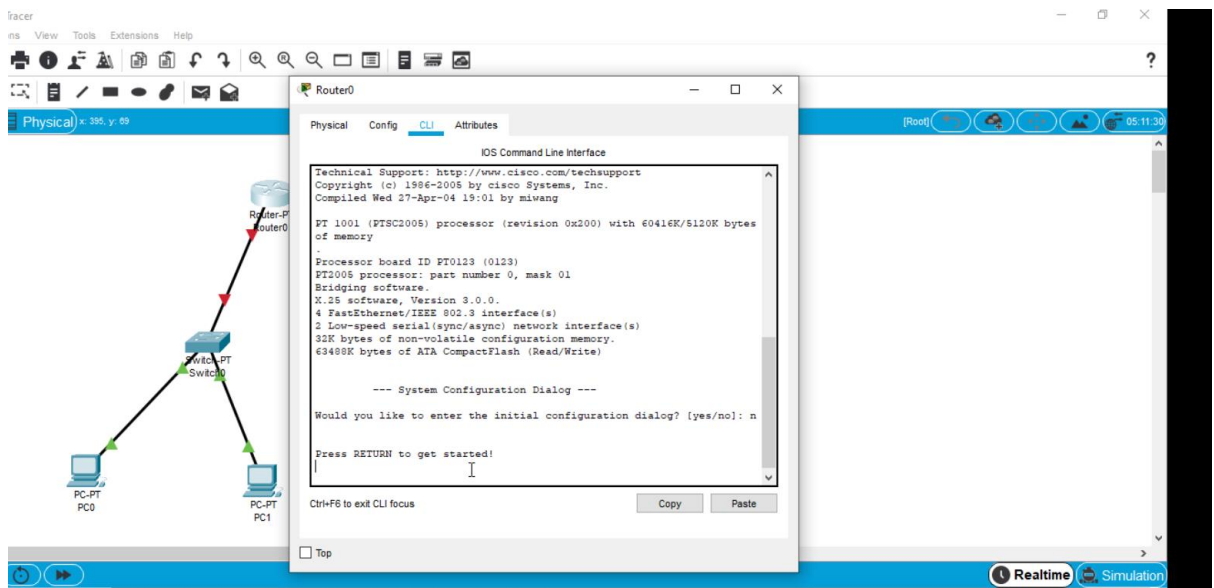 Tracer
ns View Tools Extensions Help
?
Physical x: 395, y: 69
[Root]
05:11:30
Router-P
Router0
Switch-PT
Switch0
PC-PT
PC0
PC-PT
PC1
Router0
Physical Config CLI Attributes
IOS Command Line Interface
Technical Support: http://www.cisco.com/techsupport
Copyright (c) 1986-2005 by cisco Systems, Inc.
Compiled Wed 27-Apr-04 19:01 by miwang
PT 1001 (PTSC2005) processor (revision 0x200) with 60416K/5120K bytes
of memory
.
Processor board ID PT0123 (0123)
PT2005 processor: part number 0, mask 01
Bridging software.
X.25 software, Version 3.0.0.
4 FastEthernet/IEEE 802.3 interface(s)
2 Low-speed serial(sync/async) network interface(s)
32K bytes of non-volatile configuration memory.
63488K bytes of ATA CompactFlash (Read/Write)
--- System Configuration Dialog ---
Would you like to enter the initial configuration dialog? [yes/no]: n
Press RETURN to get started!
Ctrl+F6 to exit CLI focus
Copy Paste
Top
Realtime Simulation